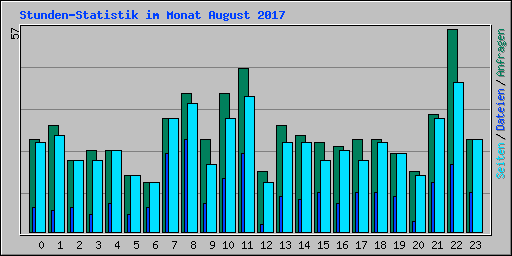 Stunden-Statistik im Monat August 2017
57
Seiten / Dateien / Anfragen
0 1 2 3 4 5 6 7 8 9 10 11 12 13 14 15 16 17 18 19 20 21 22 23